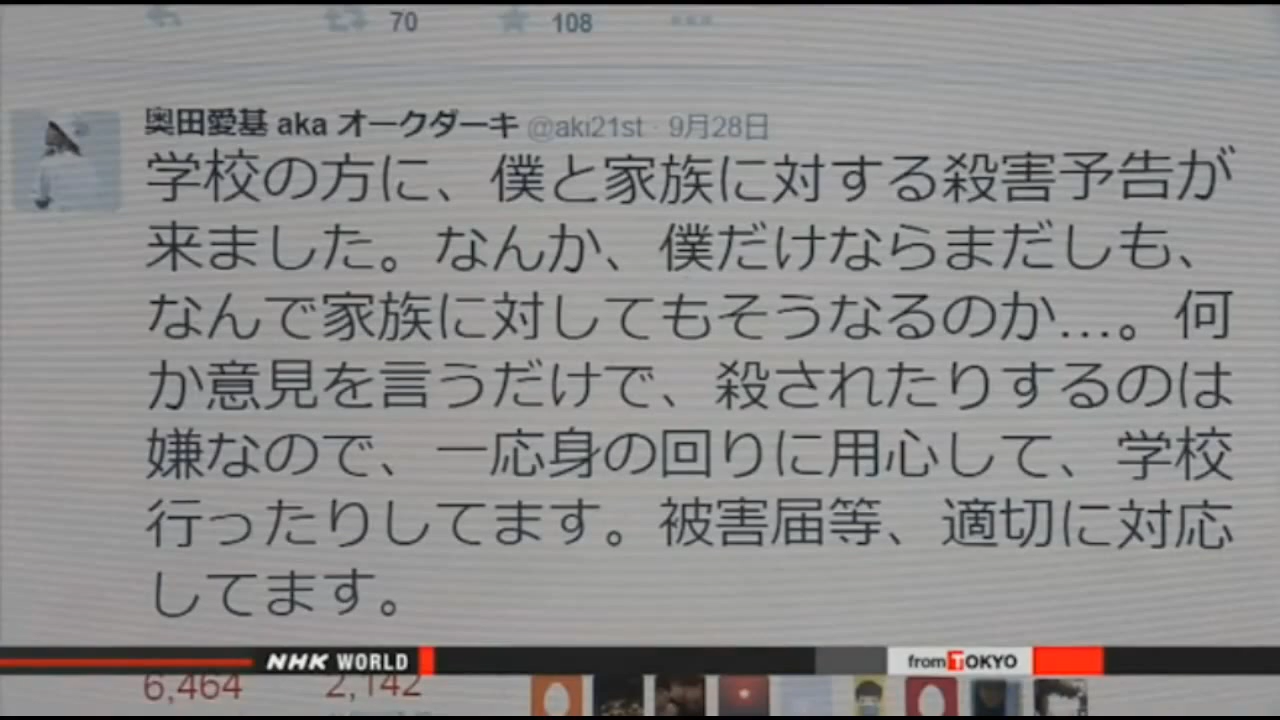 70 108
奥田愛基 aka オークダーキ @aki21st · 9月28日
学校の方に、僕と家族に対する殺害予告が
来ました。なんか、僕だけならまだしも、
なんで家族に対してもそうなるのか…。何
か意見を言うだけで、殺されたりするのは
嫌なので、一応身の回りに用心して、学校
行ったりしてます。被害届等、適切に対応
してます。
NHK WORLD from TOKYO
6,464 2,142